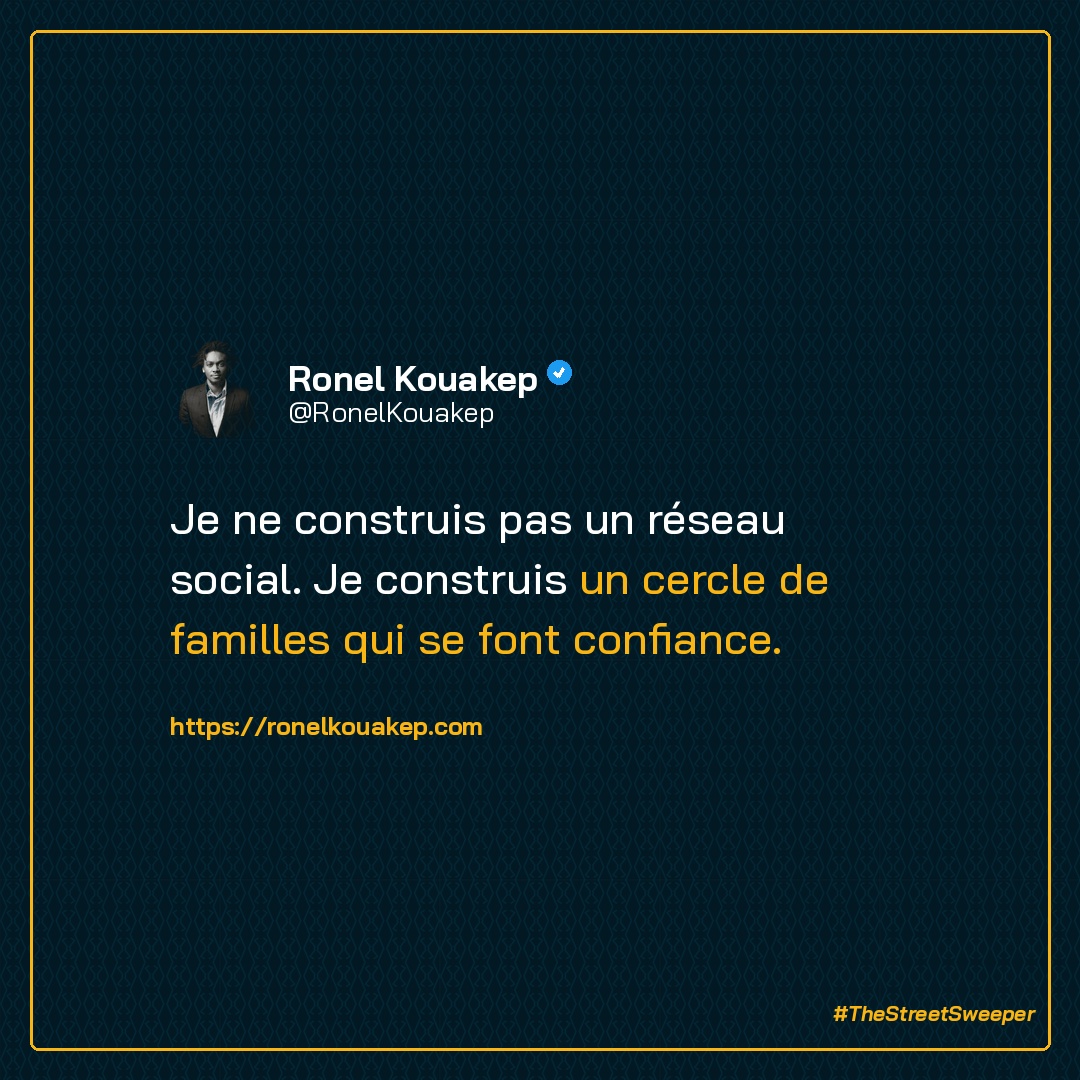 Ronel Kouakep
@RonelKouakep
Je ne construis pas un réseau
social. Je construis un cercle de
familles qui se font confiance.
https://ronelkouakep.com
#TheStreetSweeper